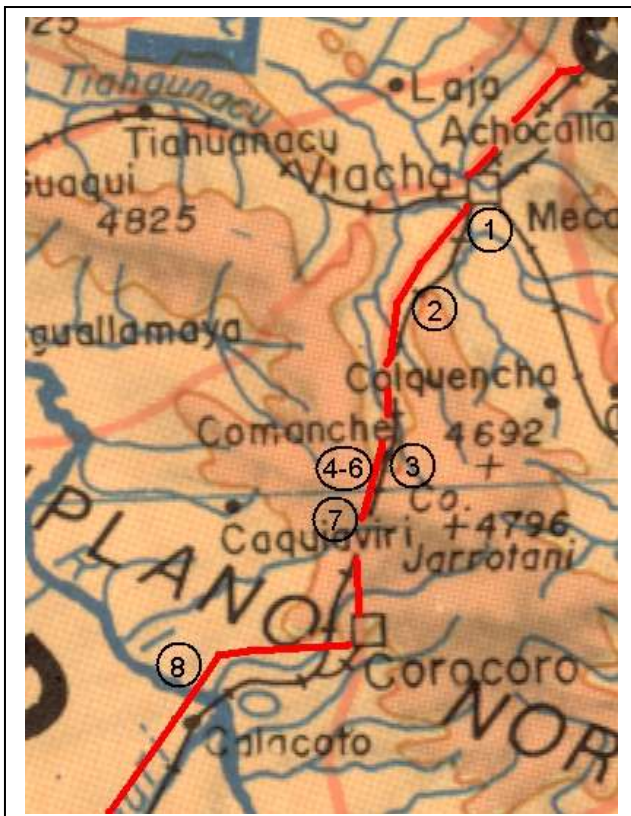 Tiahuanacu
Laja
Achocalla
Tiahuanacu
Viacha
Guaqui
4825
Meca
1
2
guallamaya
Colquencha
Comanche
4692
4-6
3
Co.
7
+4796
Caquiaviri
Jarrotani
PLANO
8
Corocoro
NOR
Calacoto